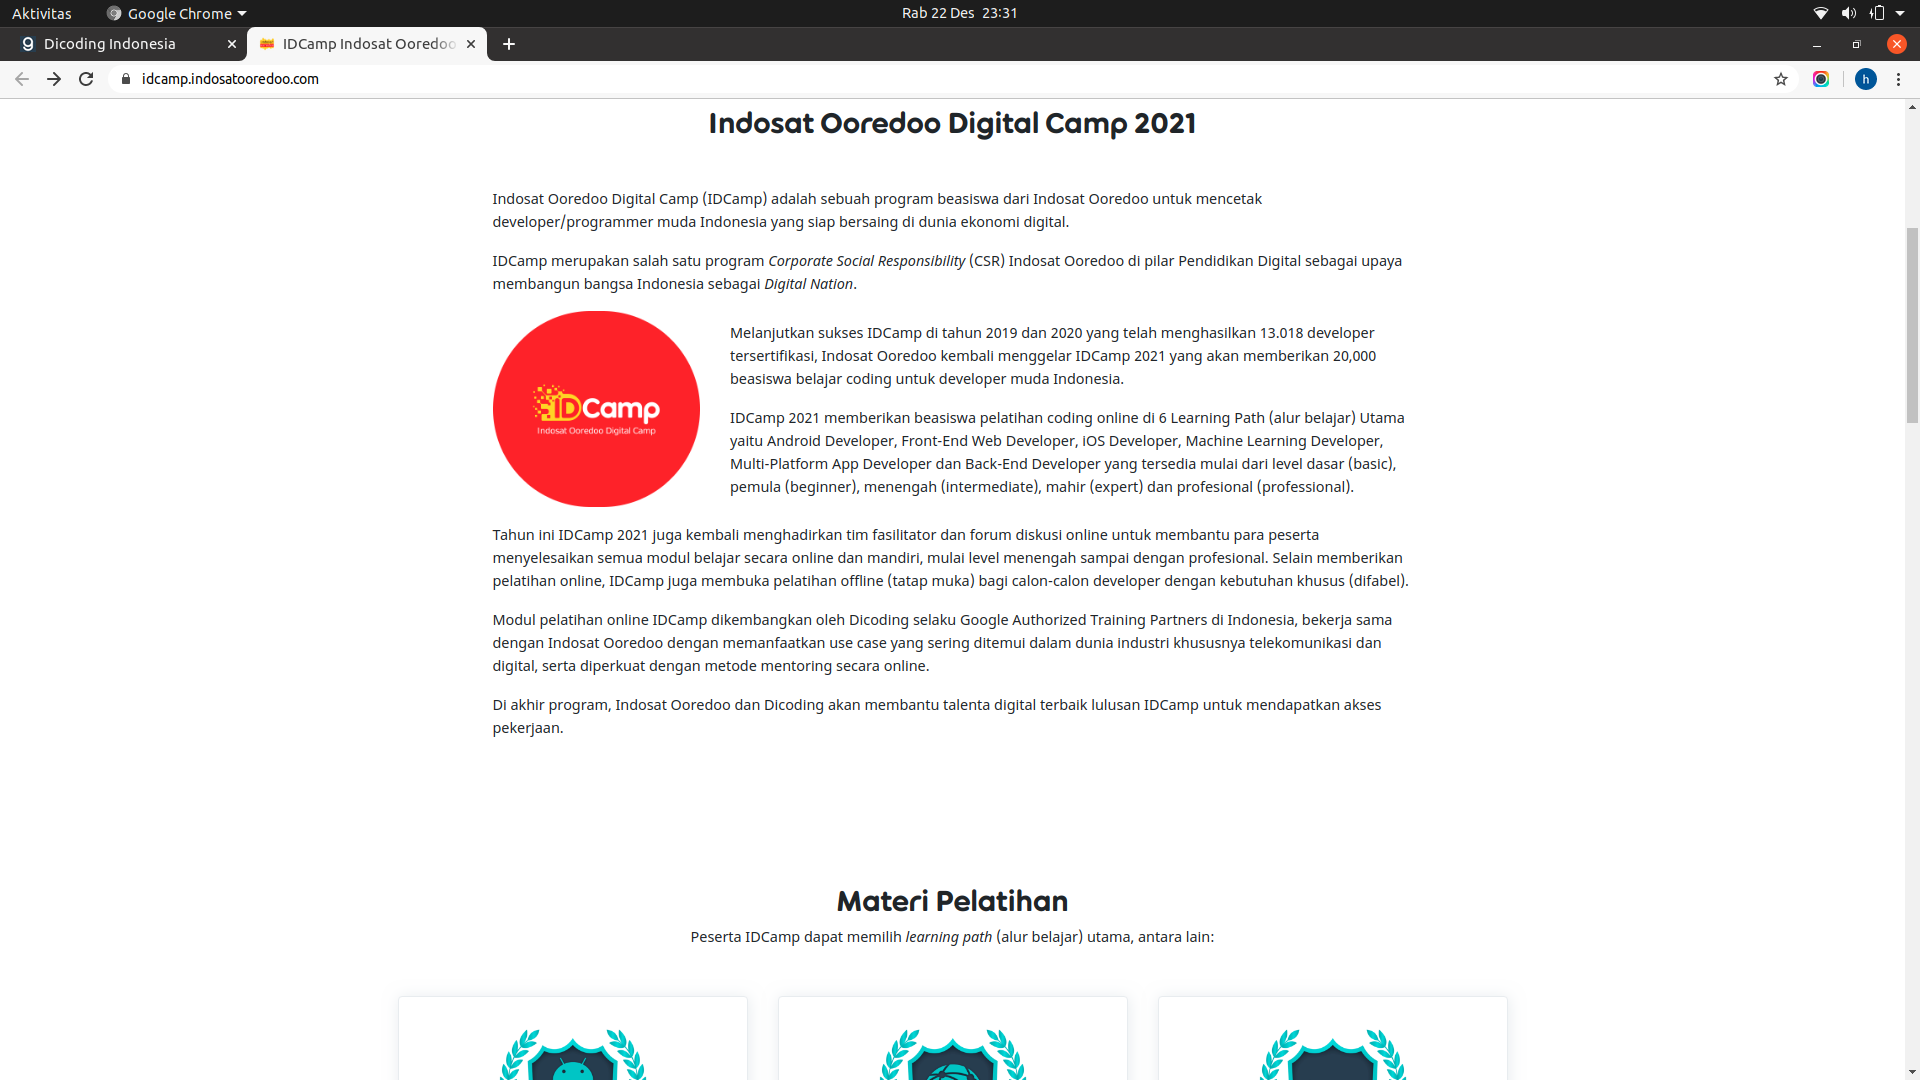 Aktivitas
Google Chrome
Rab 22 Des 23:31
Dicoding Indonesia
IDCamp Indosat Ooredoo
idcamp.indosatooredoo.com
h
Indosat Ooredoo Digital Camp 2021
Indosat Ooredoo Digital Camp (IDCamp) adalah sebuah program beasiswa dari Indosat Ooredoo untuk mencetak
developer/programmer muda Indonesia yang siap bersaing di dunia ekonomi digital.
IDCamp merupakan salah satu program Corporate Social Responsibility (CSR) Indosat Ooredoo di pilar Pendidikan Digital sebagai upaya
membangun bangsa Indonesia sebagai Digital Nation.
IDCamp
Indosat Ooredoo Digital Camp
Melanjutkan sukses IDCamp di tahun 2019 dan 2020 yang telah menghasilkan 13.018 developer
tersertifikasi, Indosat Ooredoo kembali menggelar IDCamp 2021 yang akan memberikan 20,000
beasiswa belajar coding untuk developer muda Indonesia.
IDCamp 2021 memberikan beasiswa pelatihan coding online di 6 Learning Path (alur belajar) Utama
yaitu Android Developer, Front-End Web Developer, iOS Developer, Machine Learning Developer,
Multi-Platform App Developer dan Back-End Developer yang tersedia mulai dari level dasar (basic),
pemula (beginner), menengah (intermediate), mahir (expert) dan profesional (professional).
Tahun ini IDCamp 2021 juga kembali menghadirkan tim fasilitator dan forum diskusi online untuk membantu para peserta
menyelesaikan semua modul belajar secara online dan mandiri, mulai level menengah sampai dengan profesional. Selain memberikan
pelatihan online, IDCamp juga membuka pelatihan offline (tatap muka) bagi calon-calon developer dengan kebutuhan khusus (difabel).
Modul pelatihan online IDCamp dikembangkan oleh Dicoding selaku Google Authorized Training Partners di Indonesia, bekerja sama
dengan Indosat Ooredoo dengan memanfaatkan use case yang sering ditemui dalam dunia industri khususnya telekomunikasi dan
digital, serta diperkuat dengan metode mentoring secara online.
Di akhir program, Indosat Ooredoo dan Dicoding akan membantu talenta digital terbaik lulusan IDCamp untuk mendapatkan akses
pekerjaan.
Materi Pelatihan
Peserta IDCamp dapat memilih learning path (alur belajar) utama, antara lain: